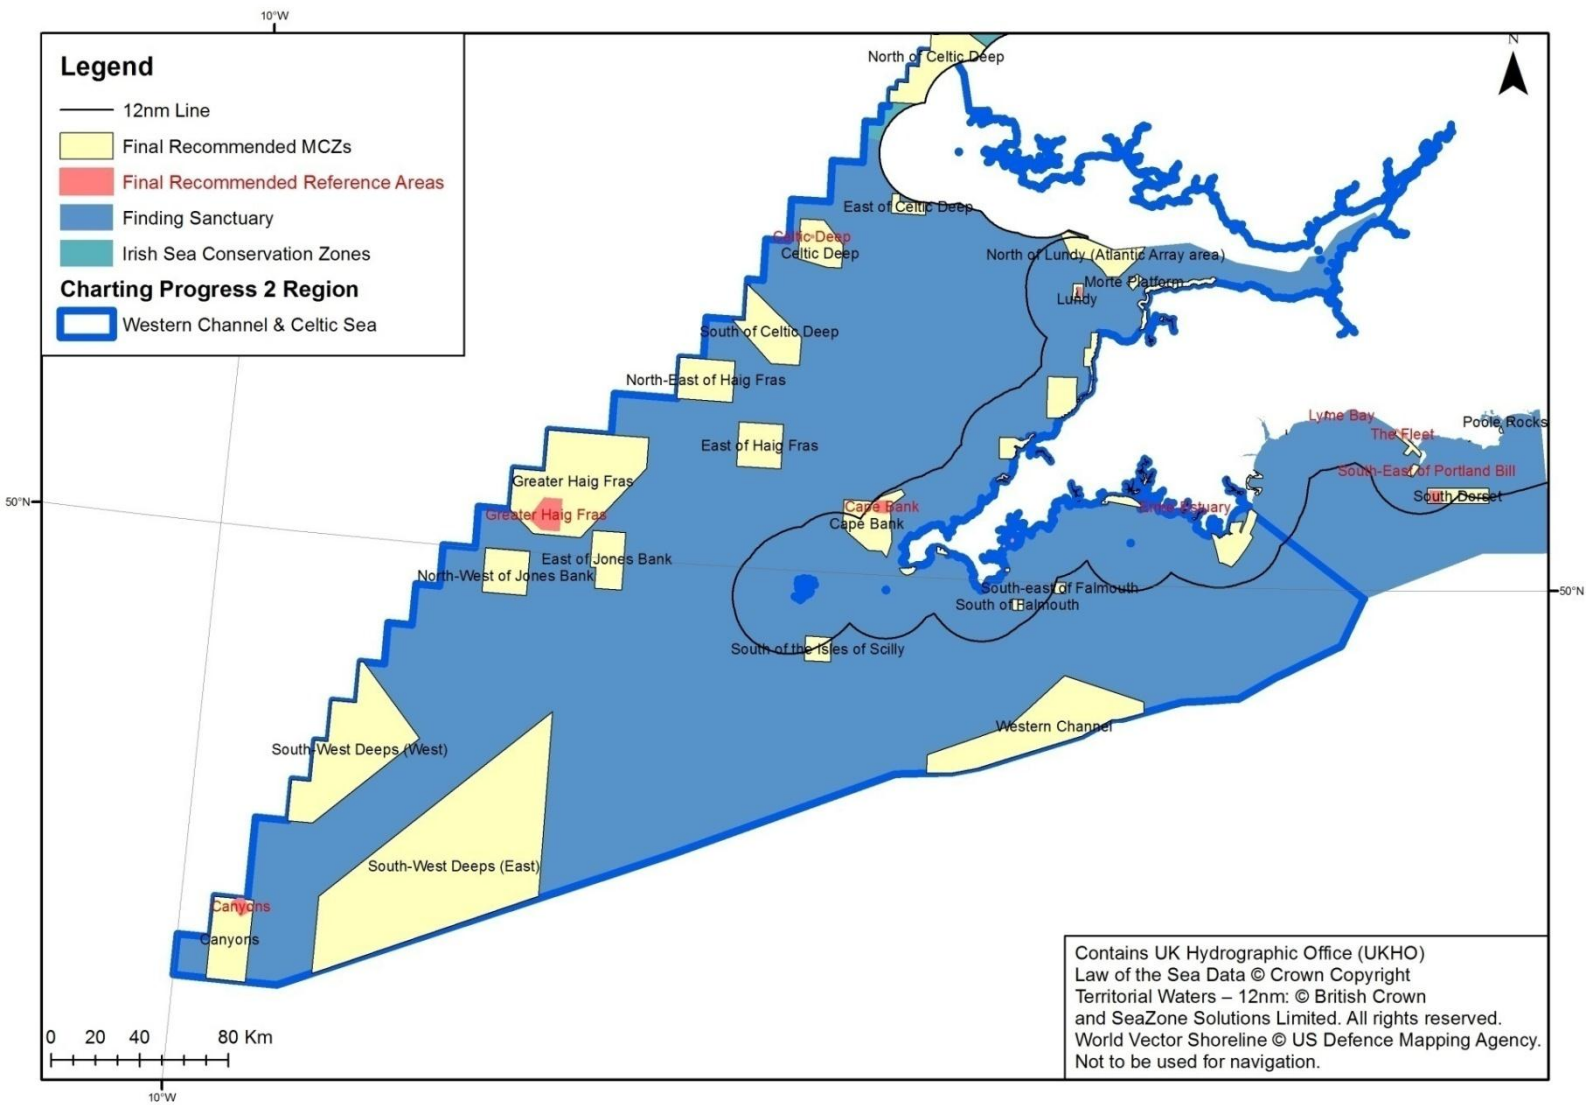 10°W
N
Legend
12nm Line
Final Recommended MCZs
Final Recommended Reference Areas
Finding Sanctuary
Irish Sea Conservation Zones
Charting Progress 2 Region
Western Channel & Celtic Sea
North of Celtic Deep
East of Celtic Deep
Celtic Deep
Celtic Deep
North of Lundy (Atlantic Array area)
Morte Platform
Lundy
South of Celtic Deep
North-East of Haig Fras
East of Haig Fras
Lyme Bay
Poole Rocks
The Fleet
South-East of Portland Bill
South Dorset
Greater Haig Fras
Greater Haig Fras
50°N
Cape Bank
Cape Bank
Estuary
East of Jones Bank
North-West of Jones Bank
South-east of Falmouth
South of Falmouth
50°N
South of the Isles of Scilly
Western Channel
South-West Deeps (West)
South-West Deeps (East)
Canyons
Canyons
0 20 40 80 Km
10°W
Contains UK Hydrographic Office (UKHO)
Law of the Sea Data © Crown Copyright
Territorial Waters – 12nm: © British Crown
and SeaZone Solutions Limited. All rights reserved.
World Vector Shoreline © US Defence Mapping Agency.
Not to be used for navigation.